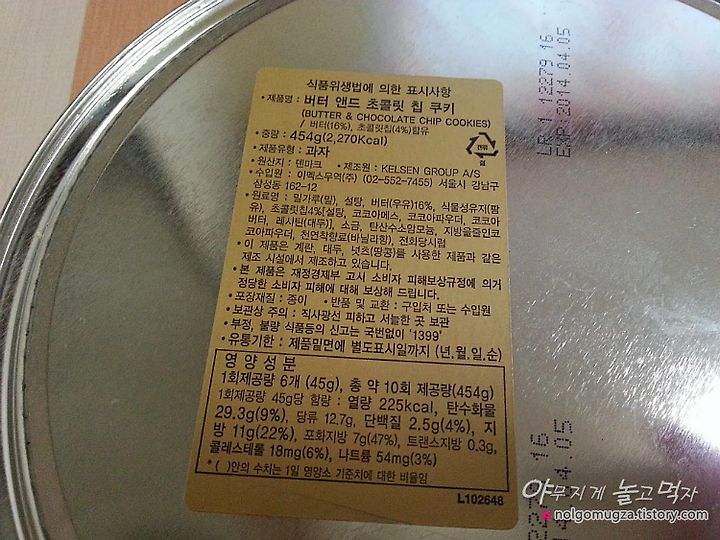 식품위생법에 의한 표시사항
• 제품명 : 버터 앤드 초콜릿 칩 쿠키
(BUTTER & CHOCOLATE CHIP COOKIES)
/ 버터(16%), 초콜릿칩(4%)함유
• 중량 : 454g(2,270Kcal)
• 제품유형 : 과자
• 원산지 : 덴마크 • 제조원 : KELSEN GROUP A/S
• 수입원 : 이멕스무역(주) (02-552-7455) 서울시 강남구
삼성동 162-12
• 원료명 : 밀가루(밀), 설탕, 버터(우유)16%, 식물성유지(팜
유), 초콜릿칩4%[설탕, 코코아메스, 코코아파우더, 코코아
버터, 레시틴(대두)], 소금, 탄산수소암모늄, 지방을줄인코
코아파우더, 천연착향료(바닐라향), 전화당시럽
• 이 제품은 계란, 대두, 넛츠(땅콩)를 사용한 제품과 같은
제조 시설에서 제조하고 있습니다.
• 본 제품은 재정경제부 고시 소비자 피해보상규정에 의거
정당한 소비자 피해에 대해 보상해 드립니다.
• 포장재질 : 종이 • 반품 및 교환 : 구입처 또는 수입원
• 보관상 주의 : 직사광선 피하고 서늘한 곳 보관
• 부정, 불량 식품등의 신고는 국번없이 '1399'
• 유통기한 : 제품밑면에 별도표시일까지 (년.월.일.순)
영 양 성 분
1회제공량 6개 (45g), 총 약 10회 제공량(454g)
1회제공량 45g당 함량 : 열량 225kcal, 탄수화물
29.3g(9%), 당류 12.7g, 단백질 2.5g(4%), 지
방 11g(22%), 포화지방 7g(47%), 트랜스지방 0.3g,
콜레스테롤 18mg(6%), 나트륨 54mg(3%)
* ( )안의 수치는 1일 영양소 기준치에 대한 비율임
L102648
LR-1 12279 16
EXP.2014.04.05
16
04.05
야무지게 놀고먹자
nolgomugza.tistory.com